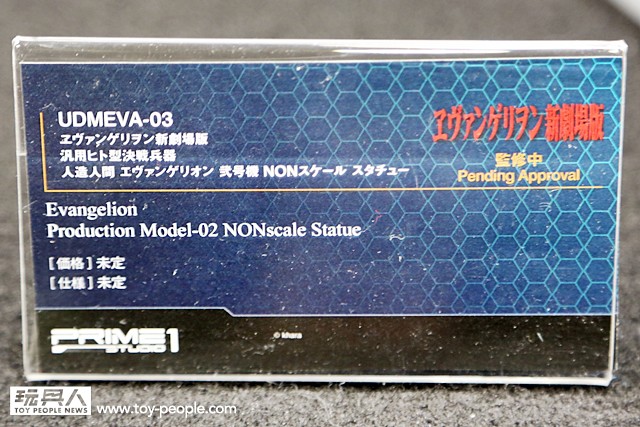 UDMEVA-03
ヱヴァンゲリヲン新劇場版
汎用ヒト型決戦兵器
人造人間 エヴァンゲリオン 弐号機 NONスケール スタチュー
ヱヴァンゲリヲン新劇場版
監修中
Pending Approval
Evangelion
Production Model-02 NONscale Statue
[価格]未定
[仕様]未定
PRIME 1
STUDIO
© khara
玩具人
TOY PEOPLE NEWS
www.toy-people.com